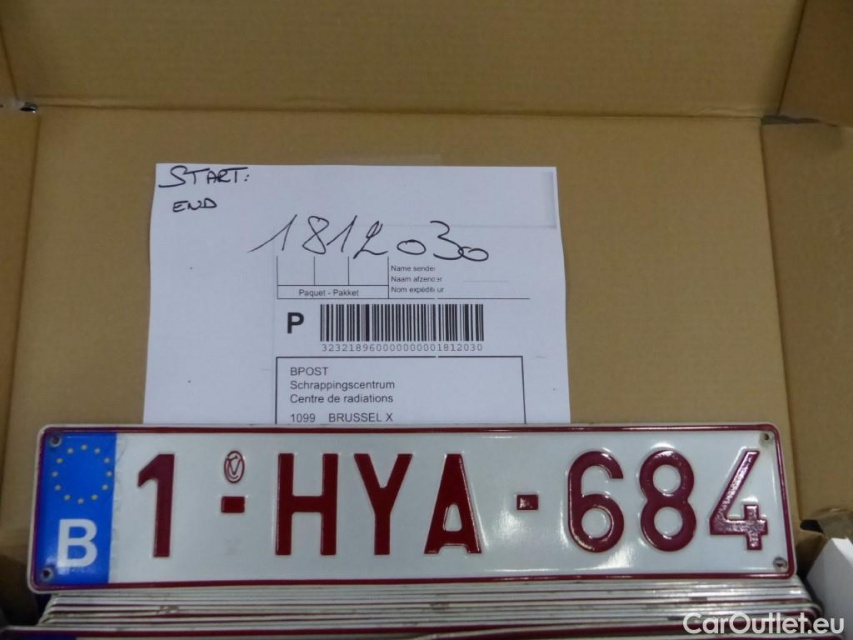 START:
END
1812030
Name sender
Naam afzender
Nom expéditeur
Paquet - Pakket
P
323218960000000001812030
BPOST
Schrappingscentrum
Centre de radiations
1099 BRUSSEL X
B 1-HYA-684
CarOutlet.eu